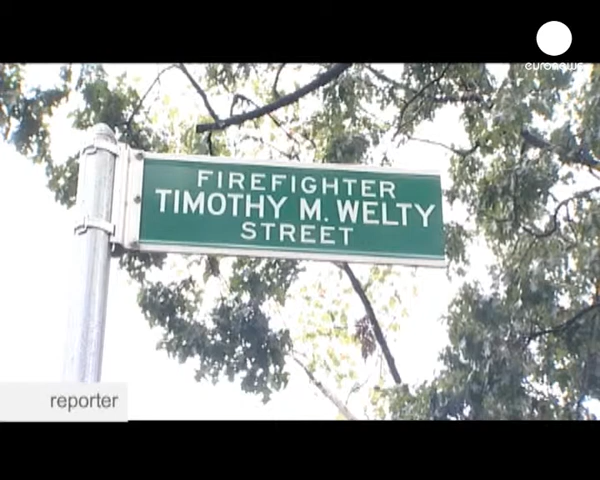 euronews
FIREFIGHTER
TIMOTHY M. WELTY
STREET
reporter